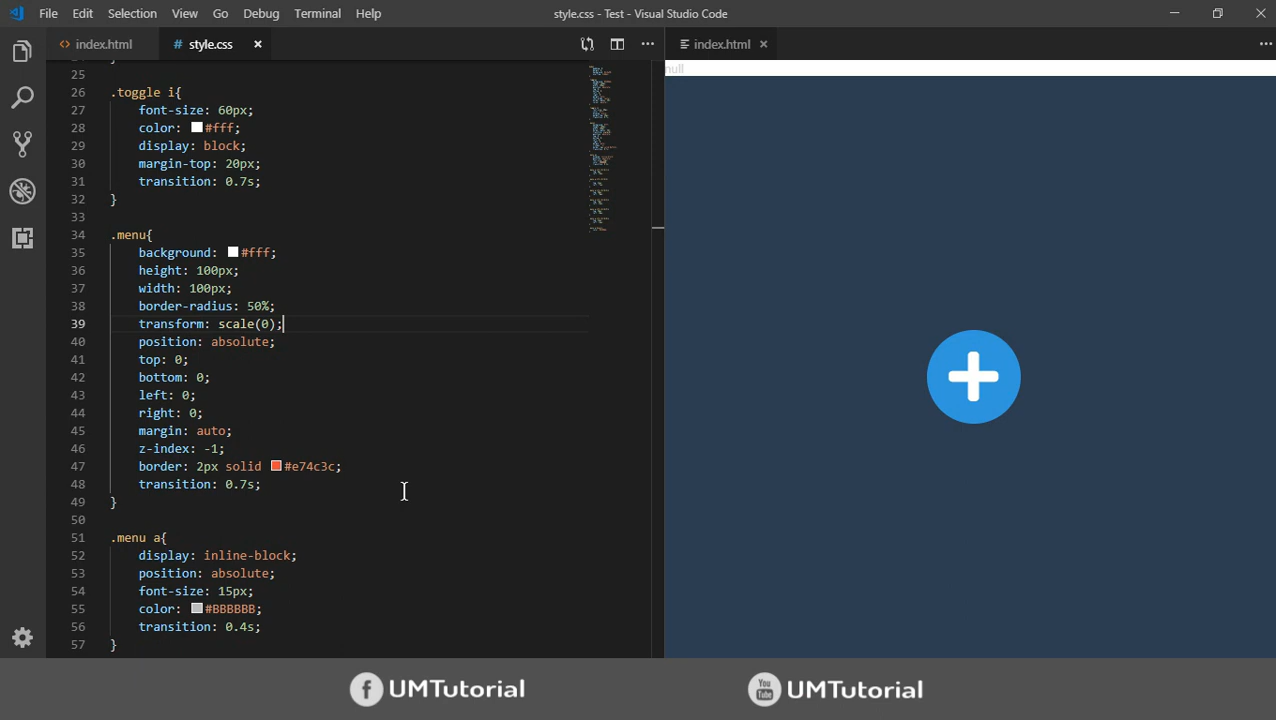 File Edit Selection View Go Debug Terminal Help
style.css - Test - Visual Studio Code
index.html
style.css
index.html
null
25
26 .toggle i{
27 font-size: 60px;
28 color: #fff;
29 display: block;
30 margin-top: 20px;
31 transition: 0.7s;
32 }
33
34 .menu{
35 background: #fff;
36 height: 100px;
37 width: 100px;
38 border-radius: 50%;
39 transform: scale(0);
40 position: absolute;
41 top: 0;
42 bottom: 0;
43 left: 0;
44 right: 0;
45 margin: auto;
46 z-index: -1;
47 border: 2px solid #e74c3c;
48 transition: 0.7s;
49 }
50
51 .menu a{
52 display: inline-block;
53 position: absolute;
54 font-size: 15px;
55 color: #BBBBBB;
56 transition: 0.4s;
57 }
UMTutorial
You Tube UMTutorial